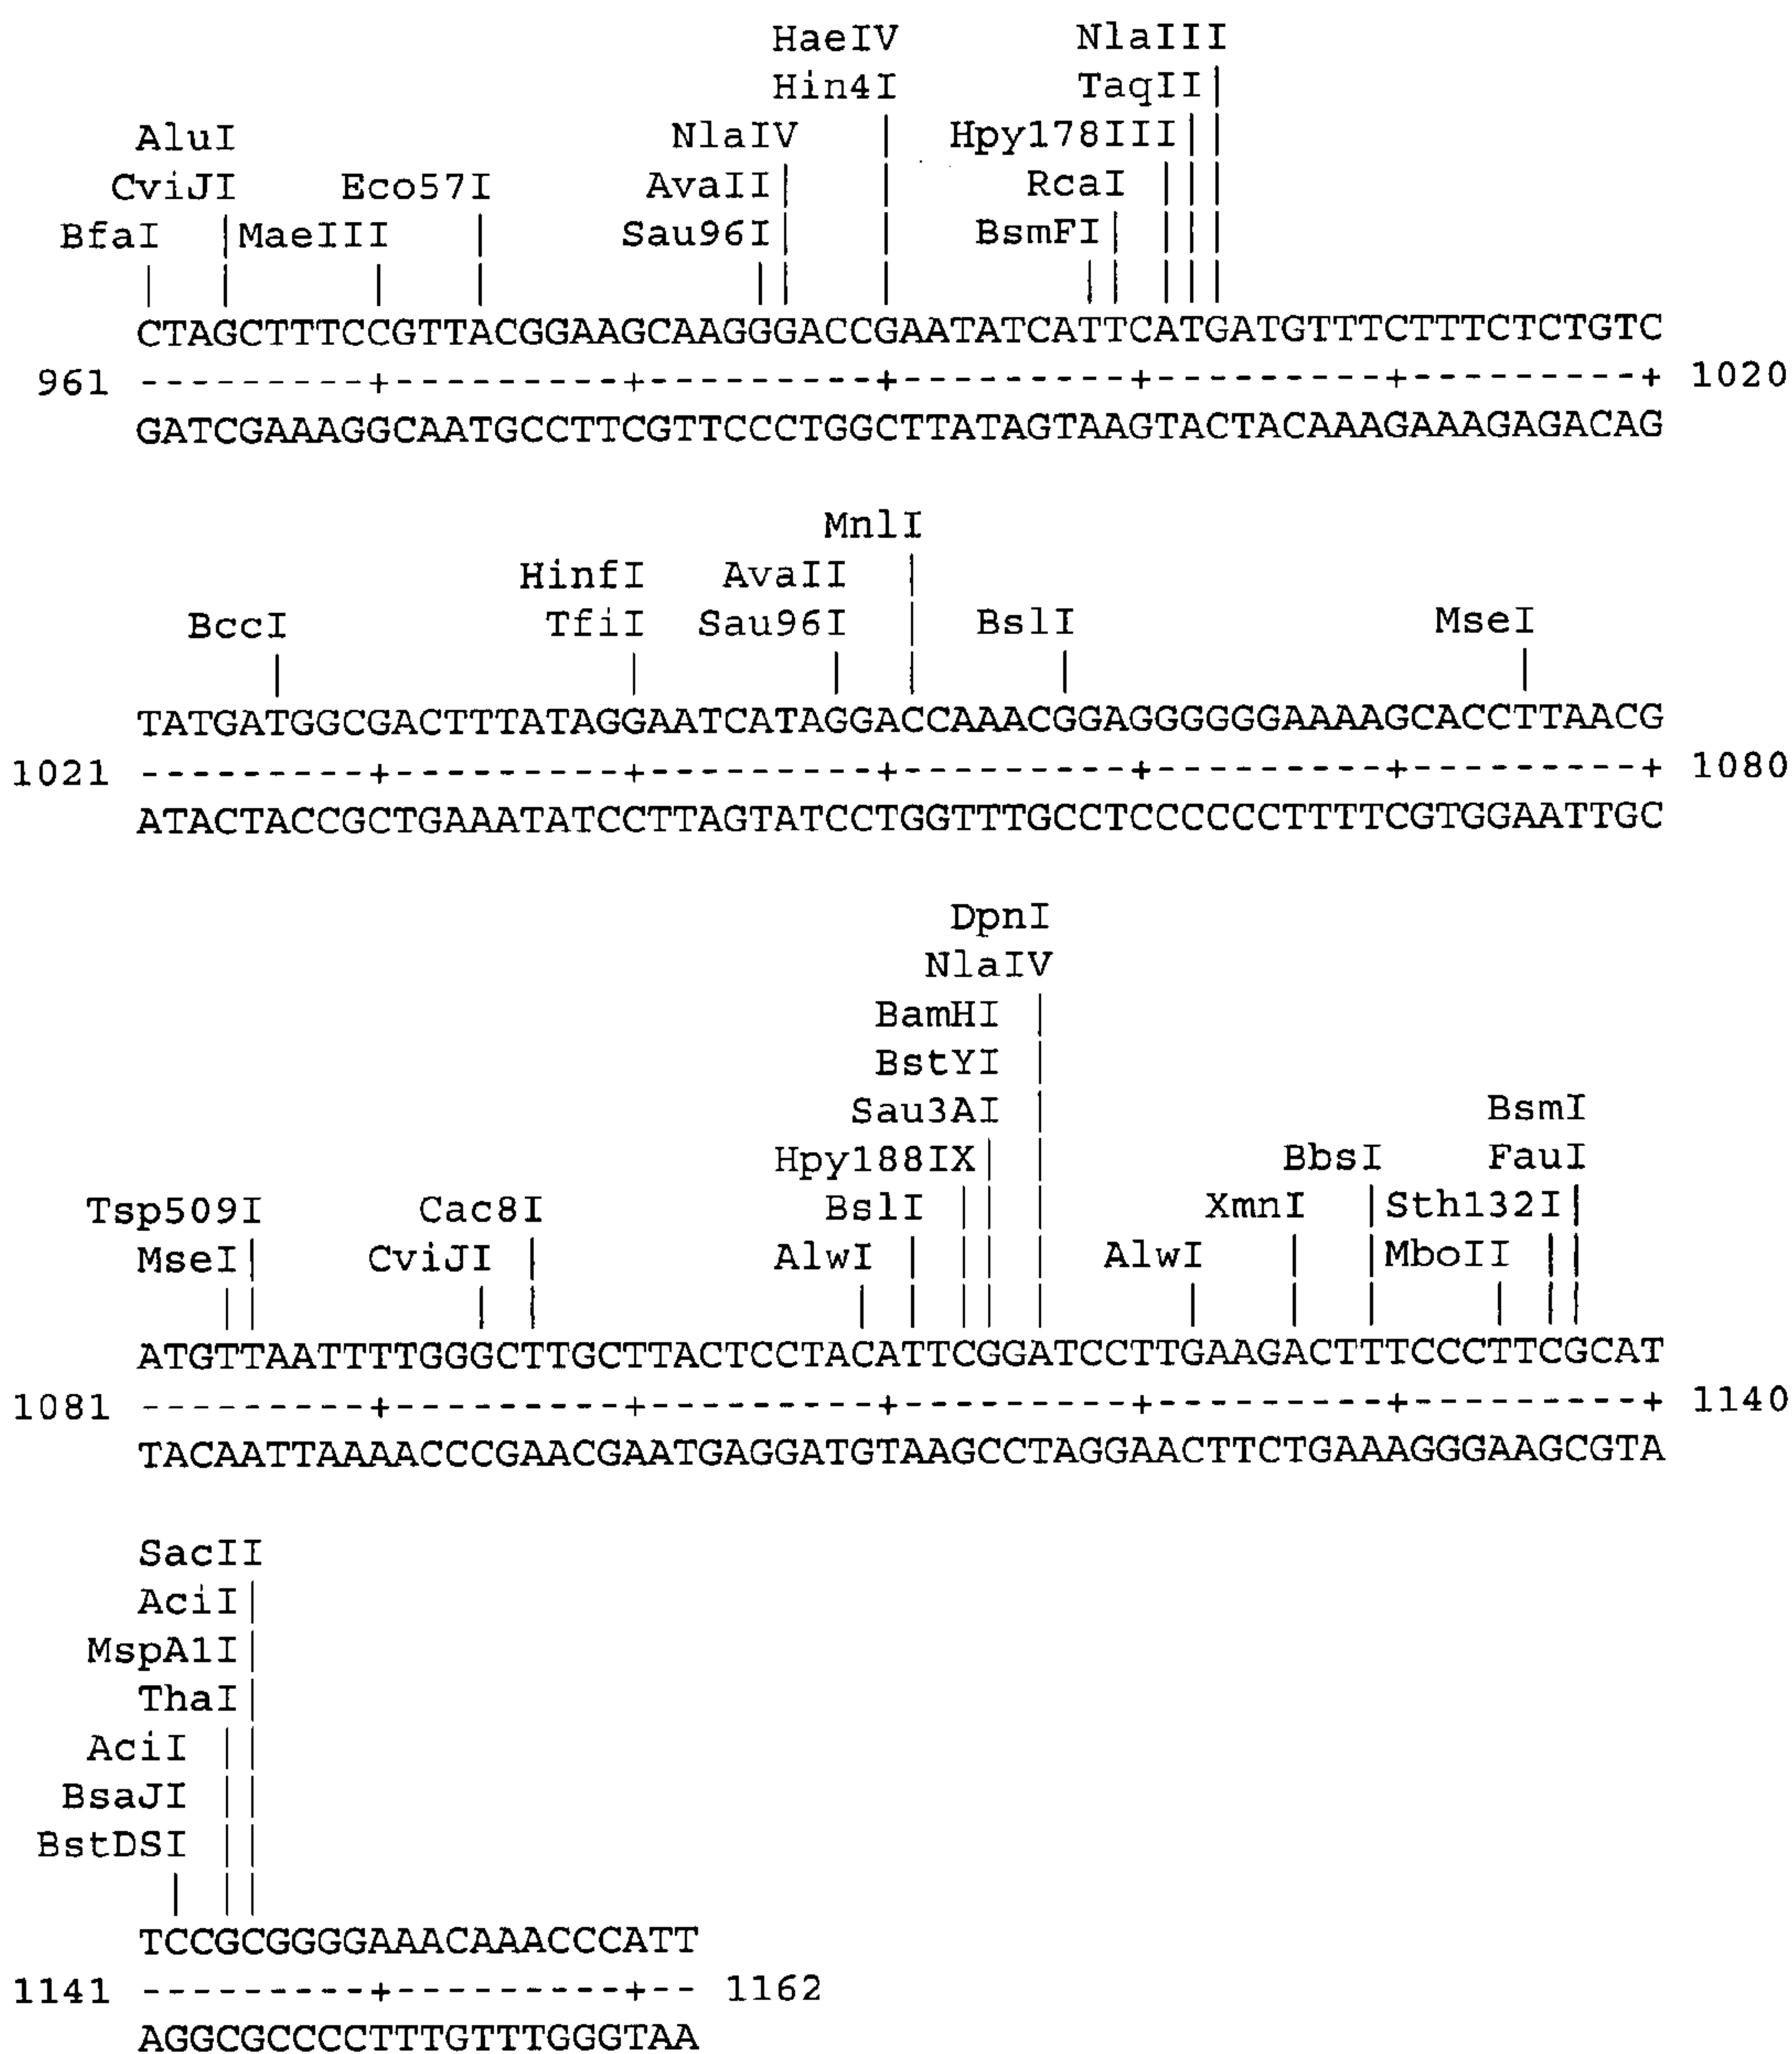 HaeIV NlaIII
Hin4I TaqII|
AluI NlaIV | Hpy178III||
CviJI Eco57I AvaII| | RcaI |||
BfaI |MaeIII | Sau96I| | BsmFI| |||
| | | | || | || |||
CTAGCTTTCCGTTACGGAAGCAAGGGACCGAATATCATTCATGATGTTTCTTTCTCTGTC
961 ---------+---------+---------+---------+---------+---------+ 1020
GATCGAAAGGCAATGCCTTCGTTCCCTGGCTTATAGTAAGTACTACAAAGAAAGAGACAG
MnlI
HinfI AvaII |
BccI TfiI Sau96I | BslI MseI
| | | | | |
TATGATGGCGACTTTATAGGAATCATAGGACCAAACGGAGGGGGGAAAAGCACCTTAACG
1021 ---------+---------+---------+---------+---------+---------+ 1080
ATACTACCGCTGAAATATCCTTAGTATCCTGGTTTGCCTCCCCCCTTTTCGTGGAATTGC
DpnI
NlaIV
BamHI |
BstYI |
Sau3AI | BsmI
Hpy188IX| | BbsI FauI
Tsp509I Cac8I BslI || | XmnI |Sth132I|
MseI| CviJI | AlwI | || | AlwI | |MboII ||
|| | | | | || | | | | | ||
ATGTTAATTTTGGGCTTGCTTACTCCTACATTCGGATCCTTGAAGACTTTCCCTTCGCAT
1081 ---------+---------+---------+---------+---------+---------+ 1140
TACAATTAAAACCCGAACGAATGAGGATGTAAGCCTAGGAACTTCTGAAAGGGAAGCGTA
SacII
AciI|
MspA1I|
ThaI|
AciI ||
BsaJI ||
BstDSI ||
| ||
TCCGCGGGGAAACAAACCCATT
1141 ---------+---------+-- 1162
AGGCGCCCCTTTGTTTGGGTAA